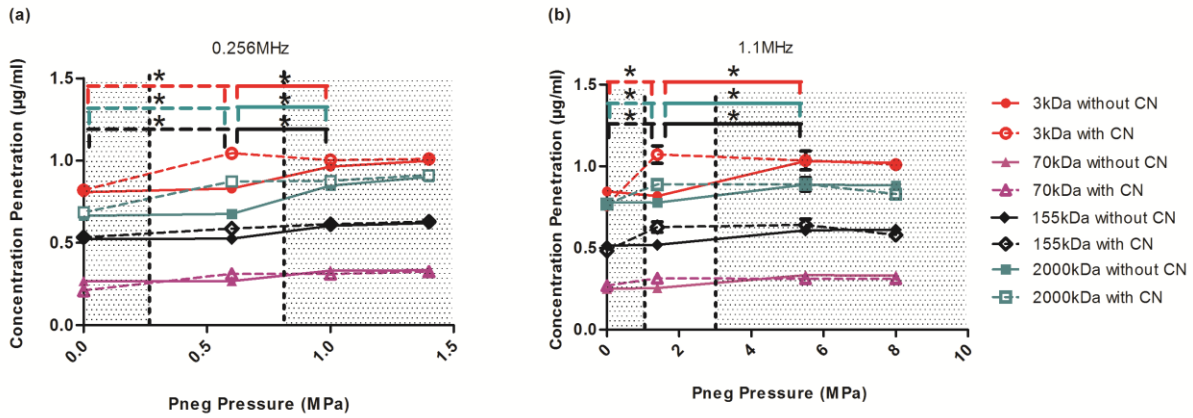 (a)
0.256MHz
Concentration Penetration (µg/ml)
1.5
1.0
0.5
0.0
* *
* *
* *
0.0 0.5 1.0 1.5
Pneg Pressure (MPa)
(b)
1.1MHz
Concentration Penetration (µg/ml)
1.5
1.0
0.5
0.0
* *
* *
* *
0 2 4 6 8 10
Pneg Pressure (MPa)
3kDa without CN
3kDa with CN
70kDa without CN
70kDa with CN
155kDa without CN
155kDa with CN
2000kDa without CN
2000kDa with CN